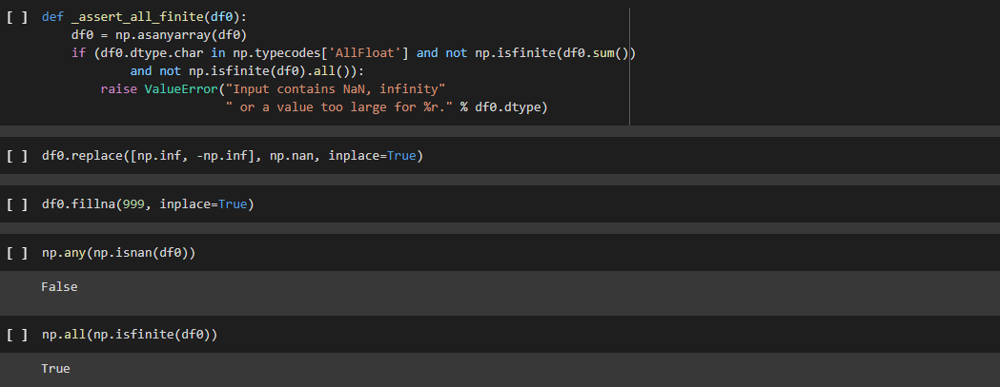 [ ] def _assert_all_finite(df0):
        df0 = np.asanyarray(df0)
        if (df0.dtype.char in np.typecodes['AllFloat'] and not np.isfinite(df0.sum())
                and not np.isfinite(df0).all()):
            raise ValueError("Input contains NaN, infinity"
                             " or a value too large for %r." % df0.dtype)
[ ] df0.replace([np.inf, -np.inf], np.nan, inplace=True)
[ ] df0.fillna(999, inplace=True)
[ ] np.any(np.isnan(df0))
False
[ ] np.all(np.isfinite(df0))
True